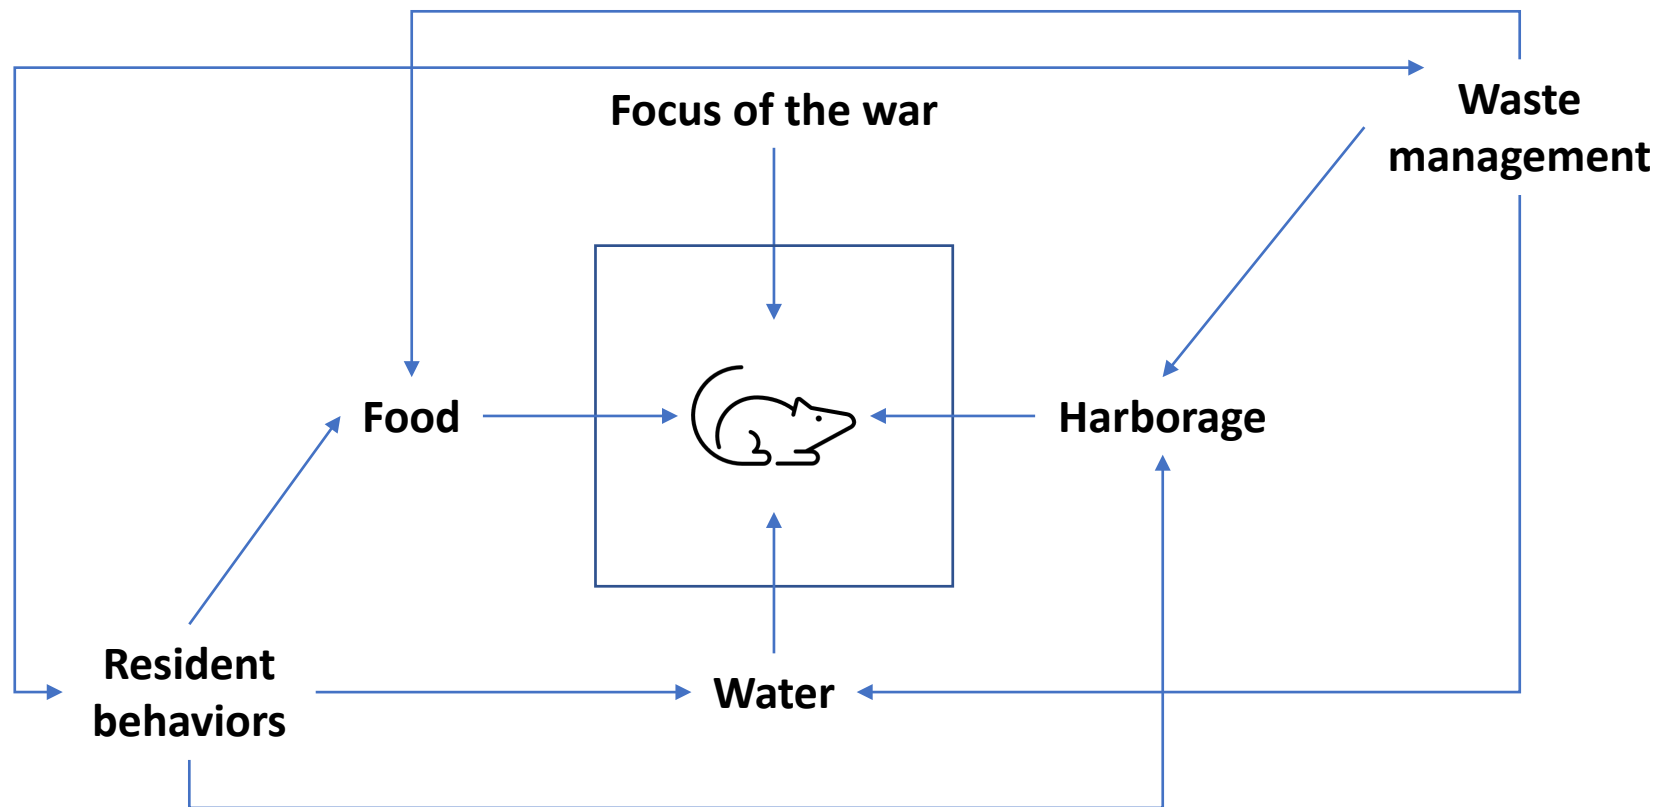 Focus of the war
Waste
management
Food
Harborage
Resident
behaviors
Water